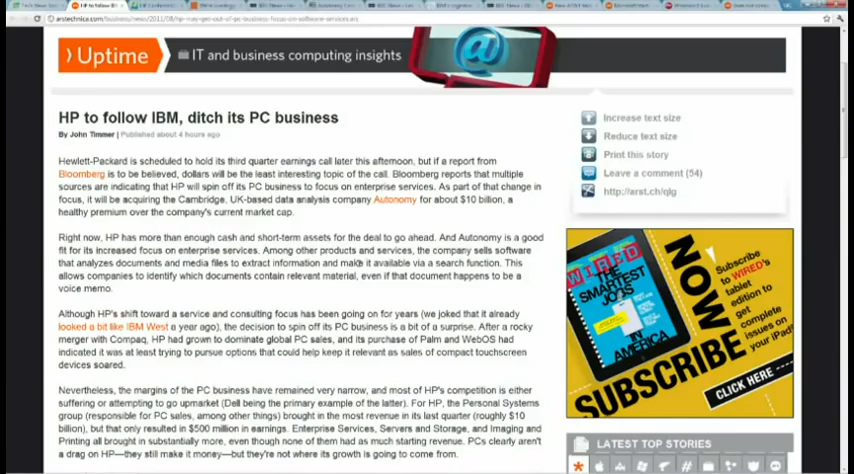 HP to follow IB
HP Conferenc
arstechnica.com/business/news/2011/08/hp-may-get-out-of-pc-business-focus-on-software-services.ars
Uptime
IT and business computing insights
HP to follow IBM, ditch its PC business
By John Timmer | Published about 4 hours ago
Hewlett-Packard is scheduled to hold its third quarter earnings call later this afternoon, but if a report from
Bloomberg is to be believed, dollars will be the least interesting topic of the call. Bloomberg reports that multiple
sources are indicating that HP will spin off its PC business to focus on enterprise services. As part of that change in
focus, it will be acquiring the Cambridge, UK-based data analysis company Autonomy for about $10 billion, a
healthy premium over the company's current market cap.
Right now, HP has more than enough cash and short-term assets for the deal to go ahead. And Autonomy is a good
fit for its increased focus on enterprise services. Among other products and services, the company sells software
that analyzes documents and media files to extract information and make it available via a search function. This
allows companies to identify which documents contain relevant material, even if that document happens to be a
voice memo.
Although HP's shift toward a service and consulting focus has been going on for years (we joked that it already
looked a bit like IBM West a year ago), the decision to spin off its PC business is a bit of a surprise. After a rocky
merger with Compaq, HP had grown to dominate global PC sales, and its purchase of Palm and WebOS had
indicated it was at least trying to pursue options that could help keep it relevant as sales of compact touchscreen
devices soared.
Nevertheless, the margins of the PC business have remained very narrow, and most of HP's competition is either
suffering or attempting to go upmarket (Dell being the primary example of the latter). For HP, the Personal Systems
group (responsible for PC sales, among other things) brought in the most revenue in its last quarter (roughly $10
billion), but that only resulted in $500 million in earnings. Enterprise Services, Servers and Storage, and Imaging and
Printing all brought in substantially more, even though none of them had as much starting revenue. PCs clearly aren't
a drag on HP—they still make it money—but they're not where its growth is going to come from.
Increase text size
Reduce text size
Print this story
Leave a comment (54)
http://arst.ch/qlg
WIRED
THE
SMARTEST
JOBS
IN
AMERICA
NOW
SUBSCRIBE
Subscribe
to WIRED's
tablet
edition to
get
complete
issues on
your iPad!
CLICK HERE
LATEST TOP STORIES